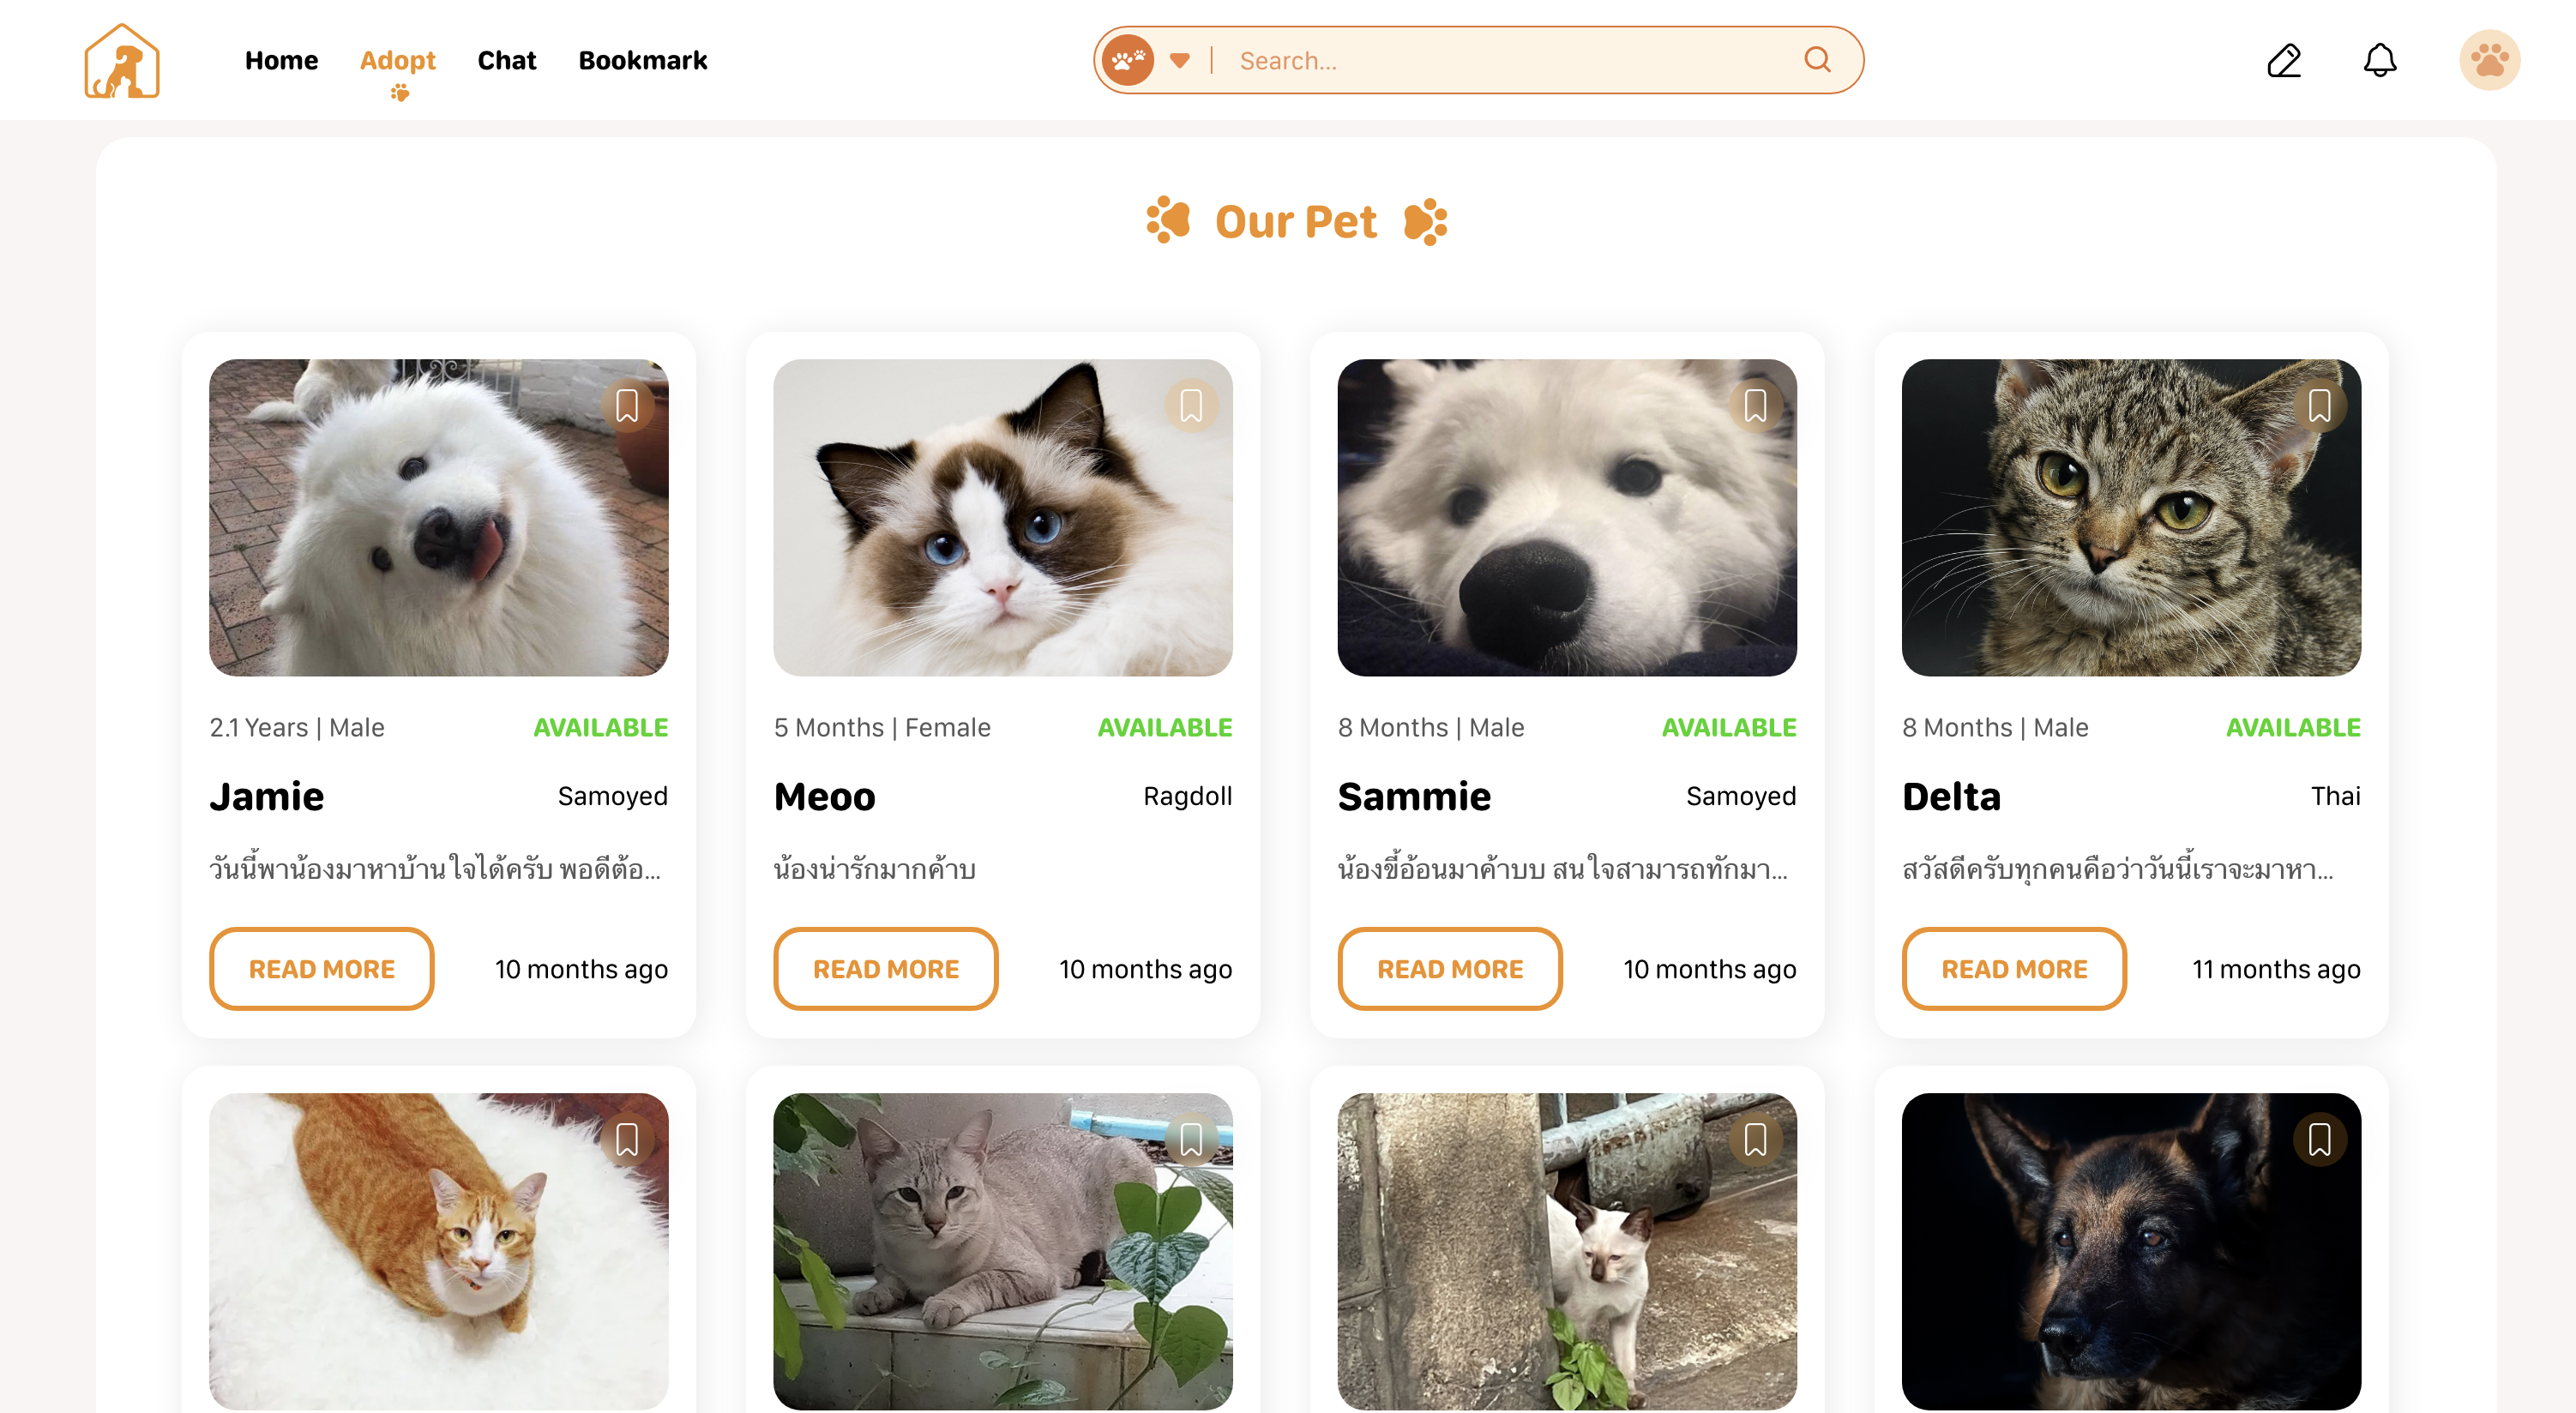 Home Adopt Chat Bookmark Search...
Our Pet
2.1 Years | Male AVAILABLE
Jamie Samoyed
วันนี้พาน้องมาหาบ้านใจได้ครับ พอดีต้อ...
READ MORE 10 months ago
5 Months | Female AVAILABLE
Meoo Ragdoll
น้องน่ารักมากค้าบ
READ MORE 10 months ago
8 Months | Male AVAILABLE
Sammie Samoyed
น้องขี้อ้อนมาค้าบบ สนใจสามารถทักมา...
READ MORE 10 months ago
8 Months | Male AVAILABLE
Delta Thai
สวัสดีครับทุกคนคือว่าวันนี้เราจะมาหา...
READ MORE 11 months ago